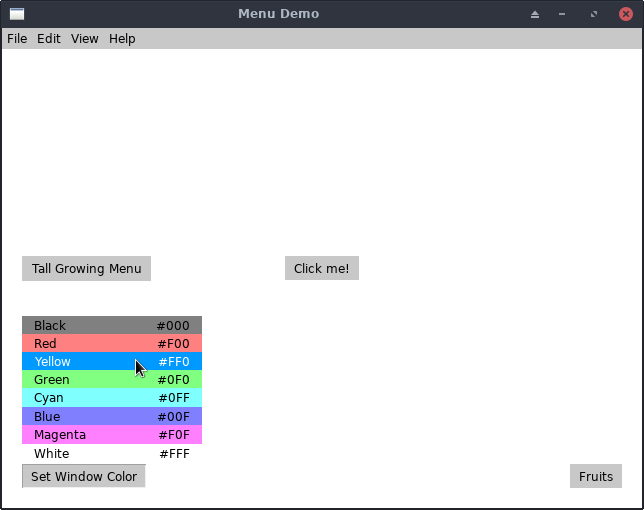 Menu Demo
File Edit View Help
Tall Growing Menu Click me!
Black #000
Red #F00
Yellow #FF0
Green #0F0
Cyan #0FF
Blue #00F
Magenta #F0F
White #FFF
Set Window Color Fruits